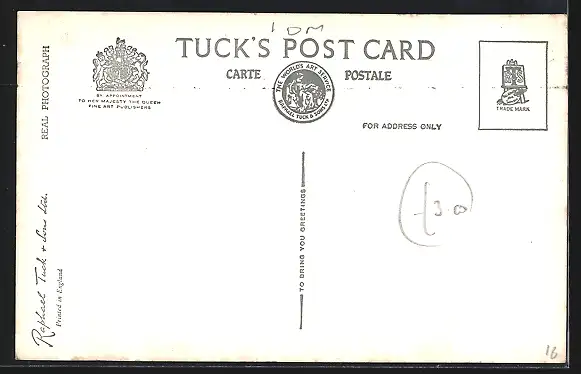 1 DM
TUCK'S POST CARD
CARTE POSTALE
THE WORLD'S ART SERVICE
RAPHAEL TUCK & SONS LTD
BY APPOINTMENT
TO HER MAJESTY THE QUEEN
FINE ART PUBLISHERS
TRADE MARK
FOR ADDRESS ONLY
REAL PHOTOGRAPH
Raphael Tuck & Sons Ltd.
Printed in England
TO BRING YOU GREETINGS
16